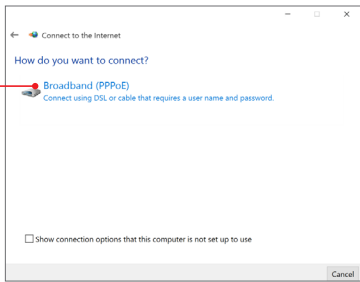 Connect to the Internet
How do you want to connect?
Broadband (PPPoE)
Connect using DSL or cable that requires a user name and password.
Show connection options that this computer is not set up to use
Cancel